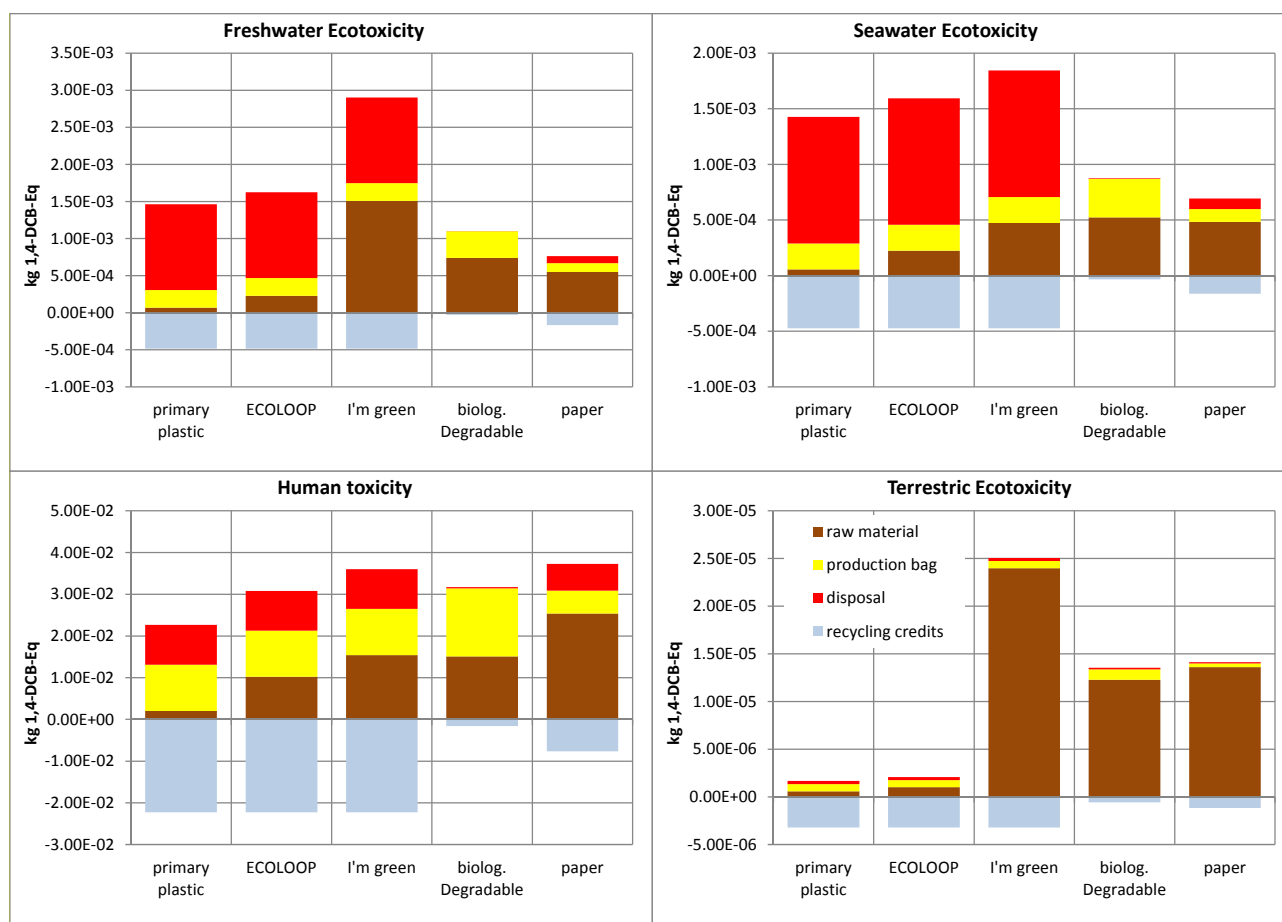 Freshwater Ecotoxicity
kg 1,4-DCB-Eq
3.50E-03
3.00E-03
2.50E-03
2.00E-03
1.50E-03
1.00E-03
5.00E-04
0.00E+00
-5.00E-04
-1.00E-03
primary
plastic
ECOLOOP
I'm green
biolog.
Degradable
paper
Seawater Ecotoxicity
kg 1,4-DCB-Eq
2.00E-03
1.50E-03
1.00E-03
5.00E-04
0.00E+00
-5.00E-04
-1.00E-03
primary
plastic
ECOLOOP
I'm green
biolog.
Degradable
paper
Human toxicity
kg 1,4-DCB-Eq
5.00E-02
4.00E-02
3.00E-02
2.00E-02
1.00E-02
0.00E+00
-1.00E-02
-2.00E-02
-3.00E-02
primary
plastic
ECOLOOP
I'm green
biolog.
Degradable
paper
Terrestric Ecotoxicity
kg 1,4-DCB-Eq
3.00E-05
2.50E-05
2.00E-05
1.50E-05
1.00E-05
5.00E-06
0.00E+00
-5.00E-06
raw material
production bag
disposal
recycling credits
primary
plastic
ECOLOOP
I'm green
biolog.
Degradable
paper